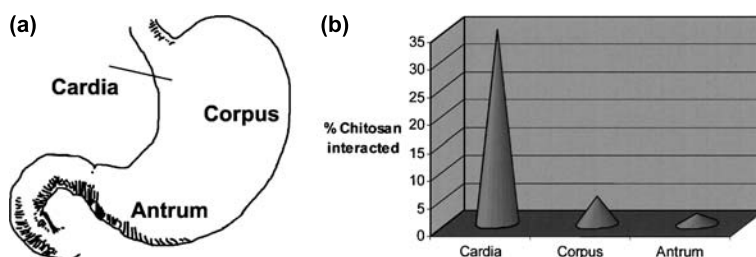 (a)
Cardia
Corpus
Antrum
(b)
% Chitosan
interacted
35
30
25
20
15
10
5
0
Cardia Corpus Antrum